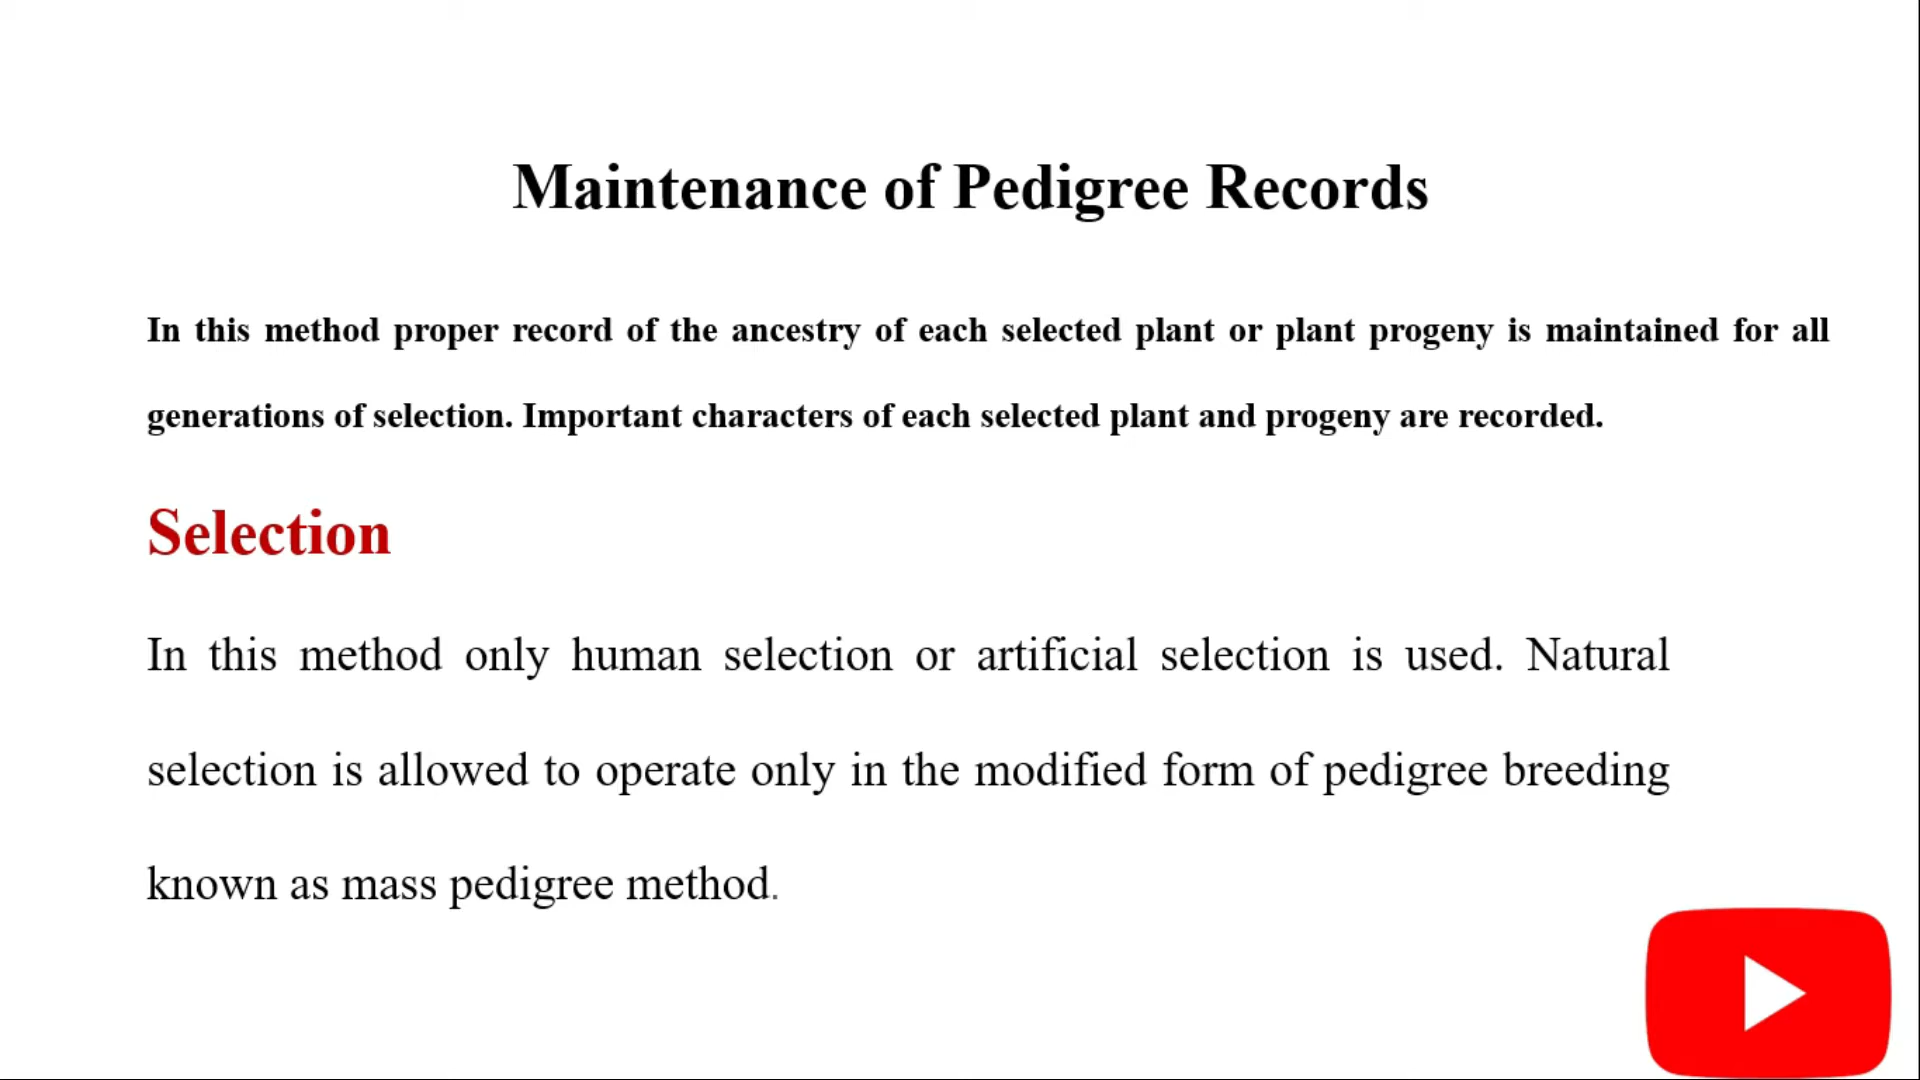 Maintenance of Pedigree Records
In this method proper record of the ancestry of each selected plant or plant progeny is maintained for all
generations of selection. Important characters of each selected plant and progeny are recorded.
Selection
In this method only human selection or artificial selection is used. Natural
selection is allowed to operate only in the modified form of pedigree breeding
known as mass pedigree method.